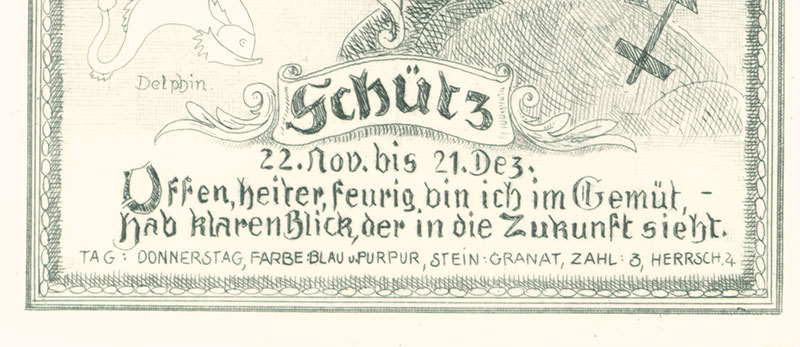 Delphin.
Schütz
22. Nov. bis 21. Dez.
Offen, heiter, feurig bin ich im Gemüt, -
hab klaren Blick, der in die Zukunft sieht.
TAG: DONNERSTAG, FARBE: BLAU u. PURPUR, STEIN: GRANAT, ZAHL: 3, HERRSCH. ♃